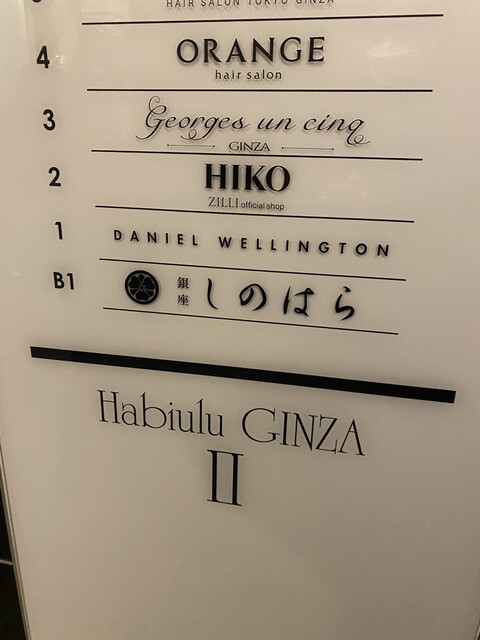 HAIR SALON TOKYO GINZA
4
ORANGE
hair salon
3
Georges un cinq
GINZA
2
HIKO
ZILLI official shop
1
DANIEL WELLINGTON
B1
銀座
しのはら
Habiulu GINZA
II